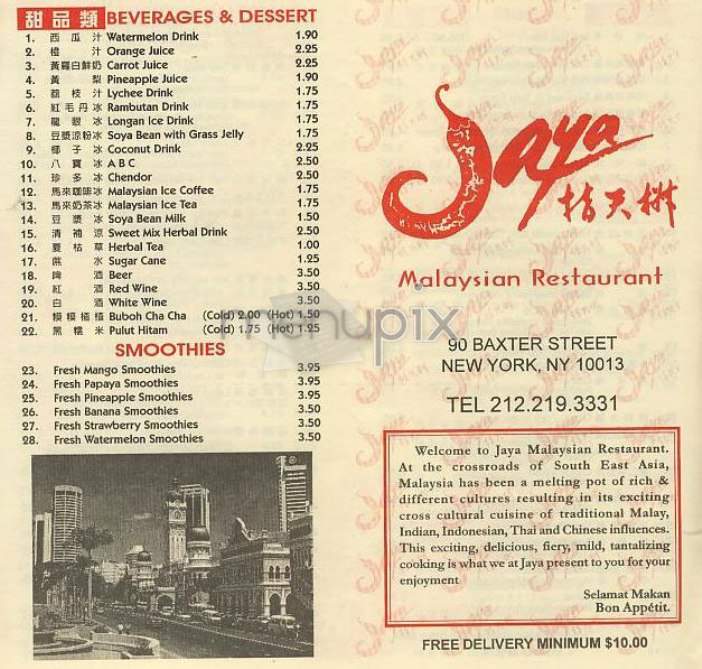 甜品類 BEVERAGES & DESSERT
1. 西瓜汁 Watermelon Drink 1.90
2. 橙汁 Orange Juice 2.25
3. 黃蘿白鮮奶 Carrot Juice 2.25
4. 黃梨 Pineapple Juice 1.90
5. 荔枝汁 Lychee Drink 1.75
6. 紅毛丹冰 Rambutan Drink 1.75
7. 龍眼冰 Longan Ice Drink 1.75
8. 豆漿涼粉冰 Soya Bean with Grass Jelly 1.75
9. 椰子冰 Coconut Drink 2.25
10. 八寶冰 A B C 2.50
11. 珍多冰 Chendor 2.50
12. 馬來咖啡冰 Malaysian Ice Coffee 1.75
13. 馬來奶茶冰 Malaysian Ice Tea 1.75
14. 豆漿冰 Soya Bean Milk 1.50
15. 清補涼 Sweet Mix Herbal Drink 2.50
16. 夏枯草 Herbal Tea 1.00
17. 蔗水 Sugar Cane 1.25
18. 啤酒 Beer 3.50
19. 紅酒 Red Wine 3.50
20. 白酒 White Wine 3.50
21. Buboh Cha Cha (Cold) 2.00 (Hot) 1.50
22. 黑糯米 Pulut Hitam (Cold) 1.75 (Hot) 1.25
SMOOTHIES
23. Fresh Mango Smoothies 3.95
24. Fresh Papaya Smoothies 3.95
25. Fresh Pineapple Smoothies 3.95
26. Fresh Banana Smoothies 3.50
27. Fresh Strawberry Smoothies 3.50
28. Fresh Watermelon Smoothies 3.50
Jaya
Malaysian Restaurant
menupix
90 BAXTER STREET
NEW YORK, NY 10013
TEL 212.219.3331
Welcome to Jaya Malaysian Restaurant.
At the crossroads of South East Asia,
Malaysia has been a melting pot of rich &
different cultures resulting in its exciting
cross cultural cuisine of traditional Malay,
Indian, Indonesian, Thai and Chinese influences.
This exciting, delicious, fiery, mild, tantalizing
cooking is what we at Jaya present to you for your
enjoyment
Selamat Makan
Bon Appétit.
FREE DELIVERY MINIMUM $10.00